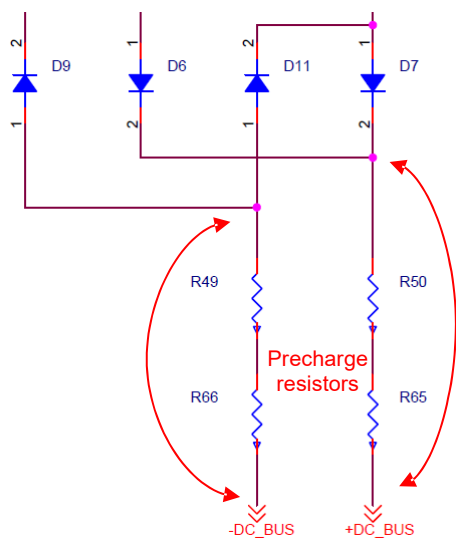 2 1 2 1
D9 D6 D11 D7
1 2 1 2
R49 R50
Precharge
resistors
R66 R65
-DC_BUS +DC_BUS